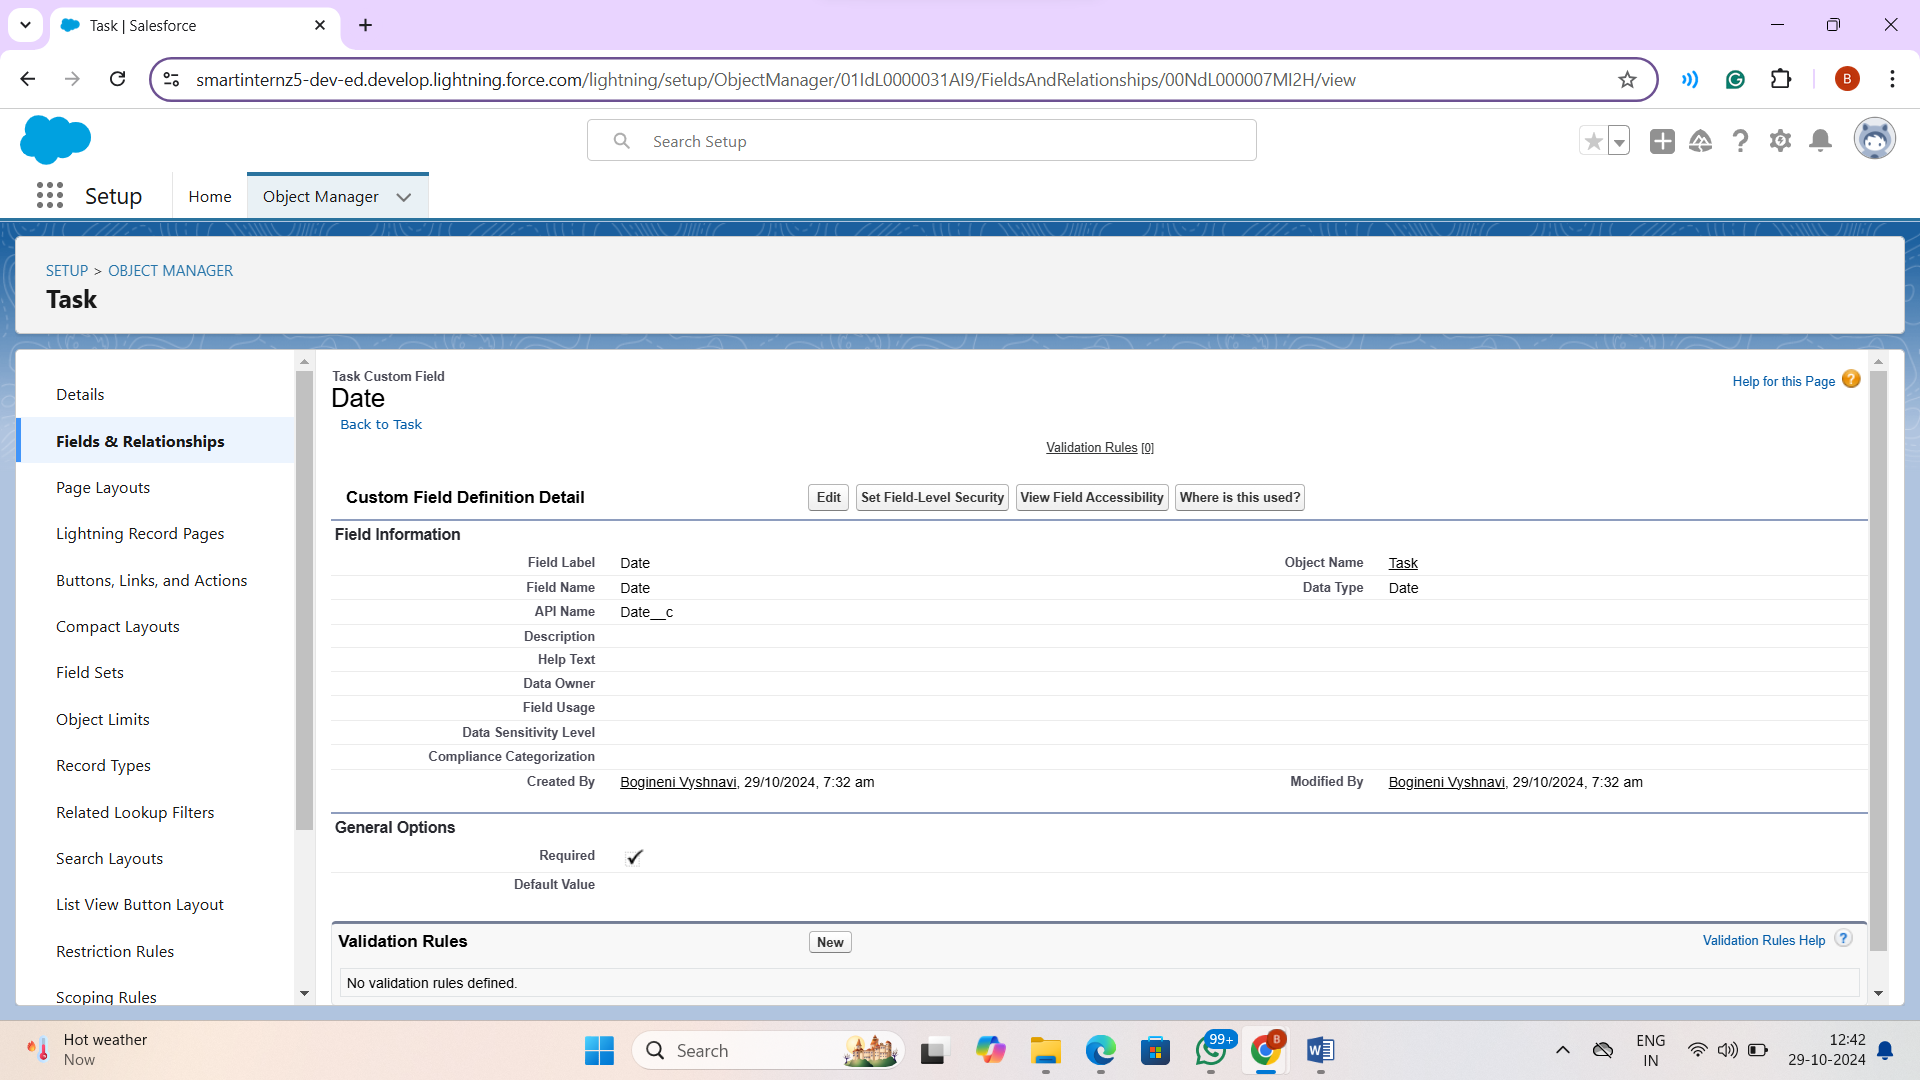 Task | Salesforce
smartinternz5-dev-ed.develop.lightning.force.com/lightning/setup/ObjectManager/01IdL0000031AI9/FieldsAndRelationships/00NdL000007MI2H/view
B
Search Setup
Setup
Home
Object Manager
SETUP > OBJECT MANAGER
Task
Details
Fields & Relationships
Page Layouts
Lightning Record Pages
Buttons, Links, and Actions
Compact Layouts
Field Sets
Object Limits
Record Types
Related Lookup Filters
Search Layouts
List View Button Layout
Restriction Rules
Scoping Rules
Task Custom Field
Date
Back to Task
Help for this Page
Validation Rules [0]
Custom Field Definition Detail
Edit
Set Field-Level Security
View Field Accessibility
Where is this used?
Field Information
Field Label Date
Object Name Task
Field Name Date
Data Type Date
API Name Date__c
Description
Help Text
Data Owner
Field Usage
Data Sensitivity Level
Compliance Categorization
Created By Bogineni Vyshnavi, 29/10/2024, 7:32 am
Modified By Bogineni Vyshnavi, 29/10/2024, 7:32 am
General Options
Required
Default Value
Validation Rules
New
Validation Rules Help
No validation rules defined.
Hot weather
Now
Search
99+
B
W
ENG
IN
12:42
29-10-2024